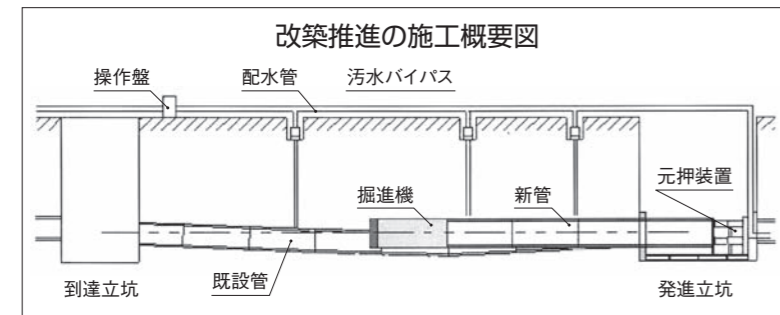 改築推進の施工概要図
操作盤
配水管
汚水バイパス
掘進機
新管
元押装置
到達立坑
既設管
発進立坑